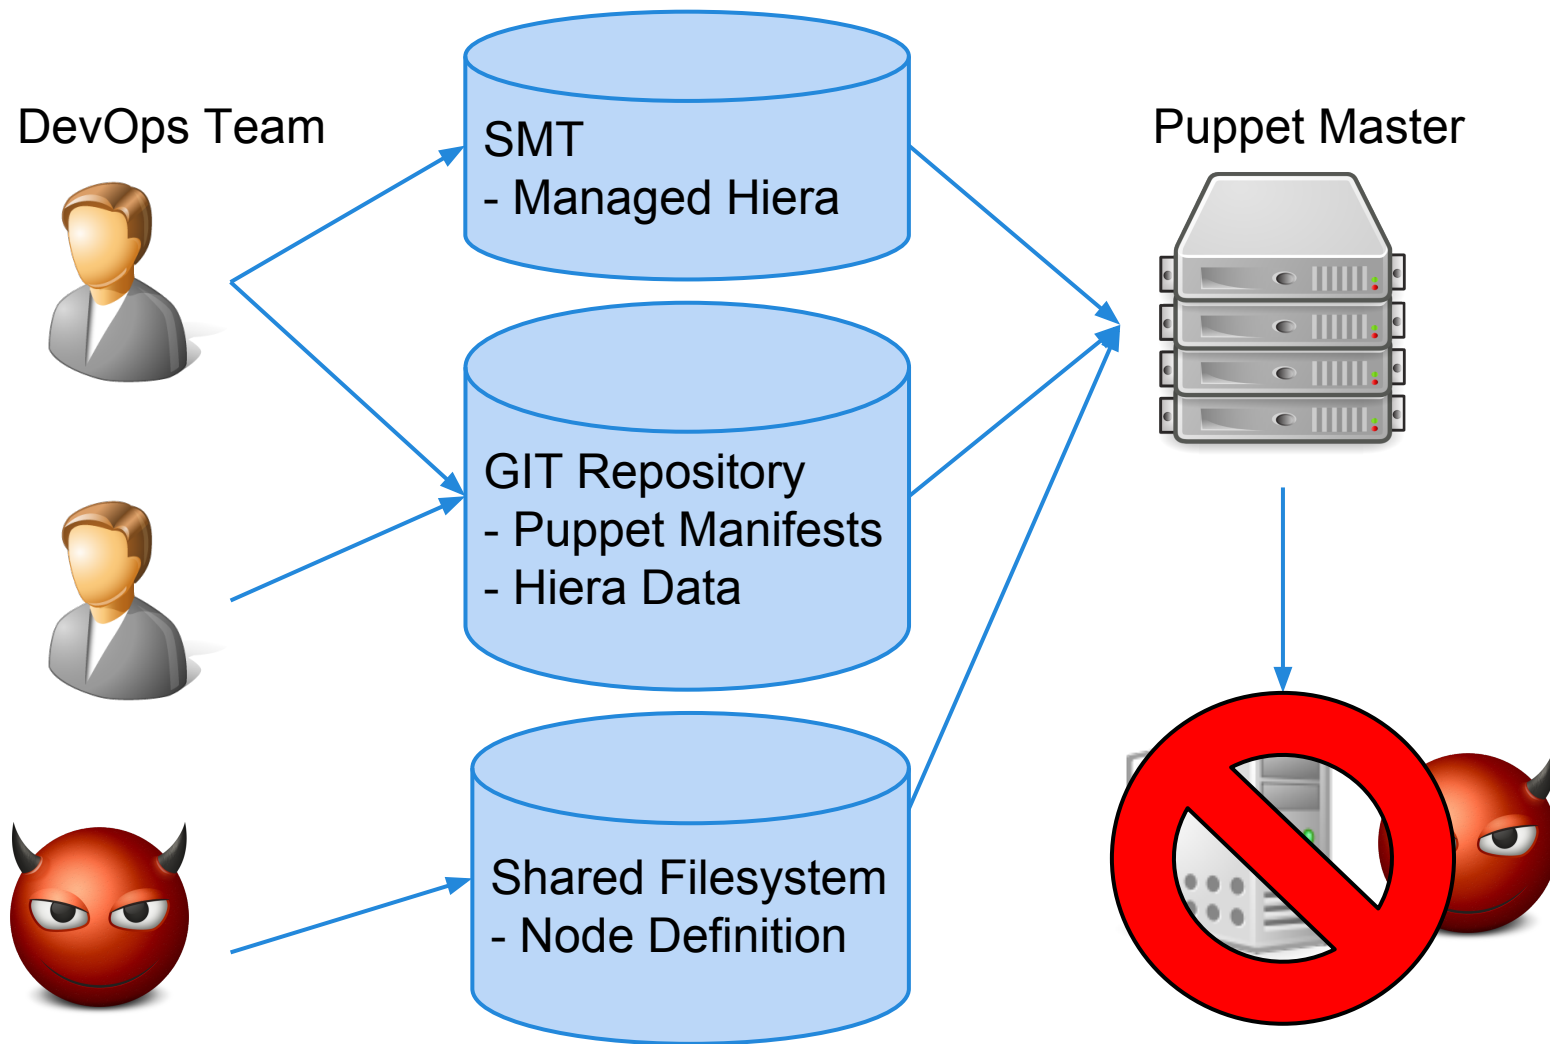 DevOps Team
SMT
- Managed Hiera
Puppet Master
GIT Repository
- Puppet Manifests
- Hiera Data
Shared Filesystem
- Node Definition